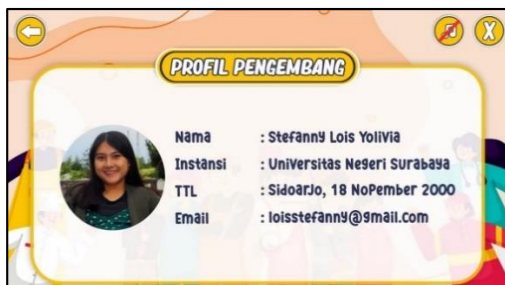 PROFIL PENGEMBANG
Nama : Stefanny Lois Yolivia
Instansi : Universitas Negeri Surabaya
TTL : Sidoarjo, 18 NoPember 2000
Email : loisstefanny@gmail.com
X